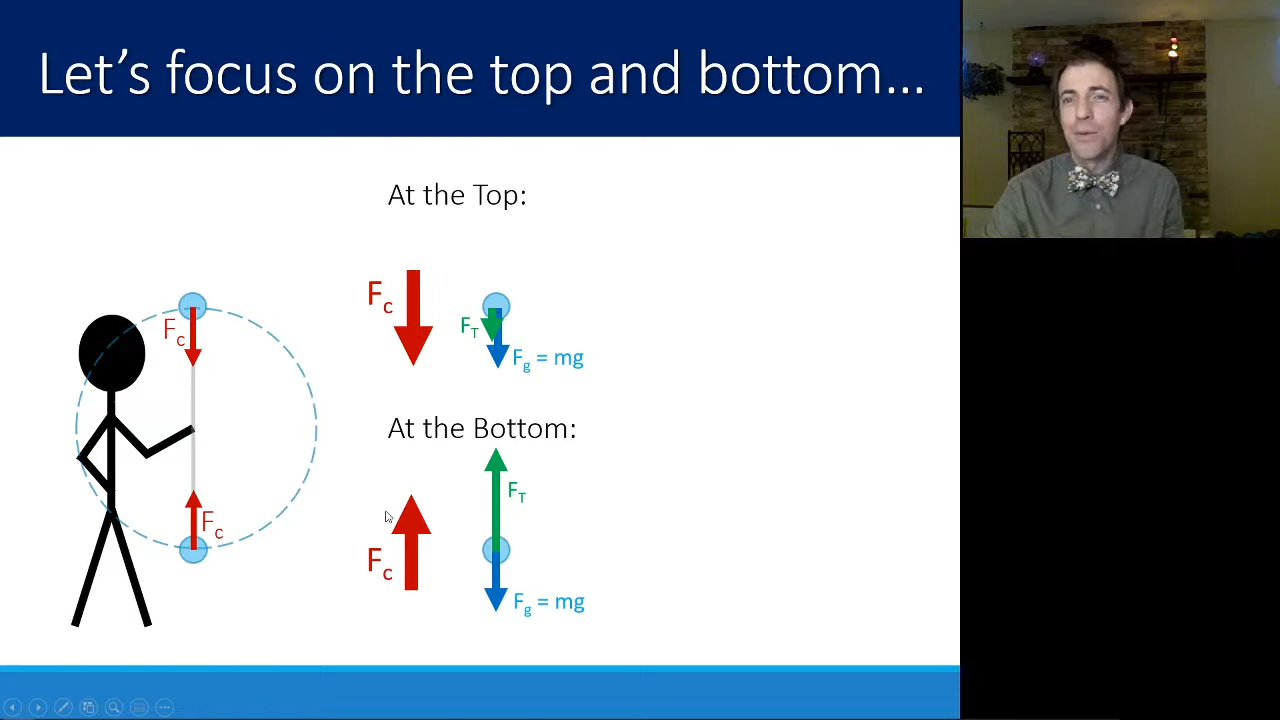 Let’s focus on the top and bottom…
At the Top:
Fc
Fc
FT
Fg = mg
At the Bottom:
FT
Fc
Fc
Fg = mg